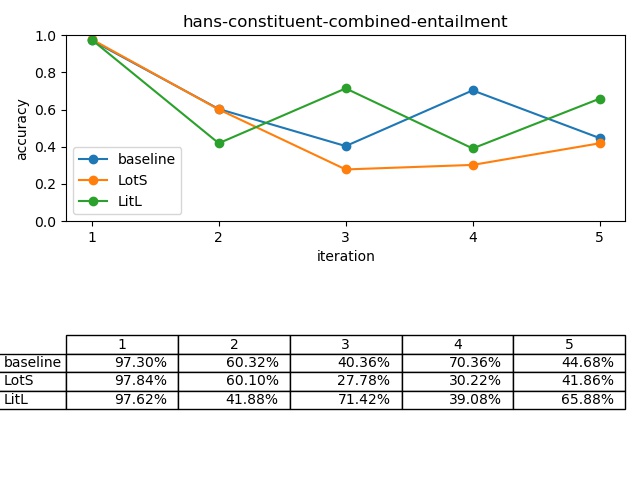 hans-constituent-combined-entailment
1.0
0.8
0.6
0.4
0.2
0.0
accuracy
baseline
LotS
LitL
1 2 3 4 5
iteration
1 2 3 4 5
baseline 97.30% 60.32% 40.36% 70.36% 44.68%
LotS 97.84% 60.10% 27.78% 30.22% 41.86%
LitL 97.62% 41.88% 71.42% 39.08% 65.88%